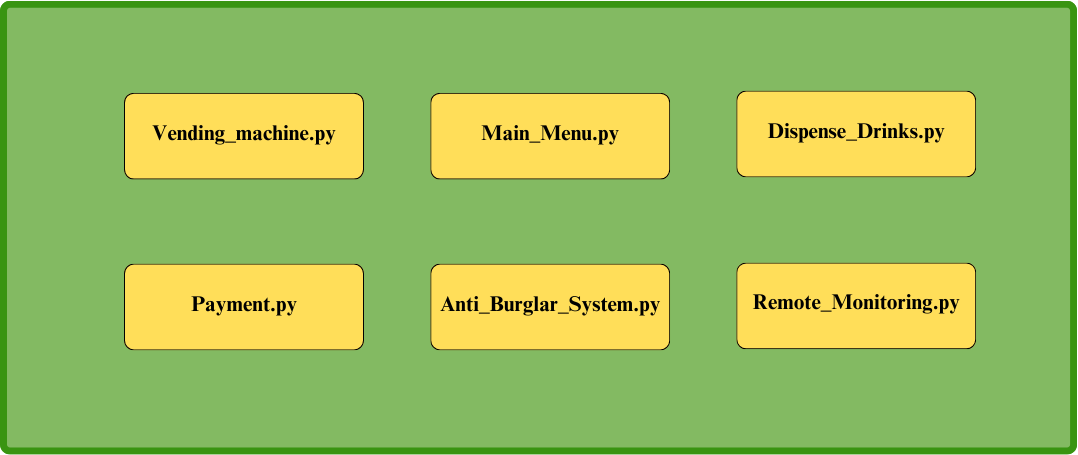 Vending_machine.py
Main_Menu.py
Dispense_Drinks.py
Payment.py
Anti_Burglar_System.py
Remote_Monitoring.py